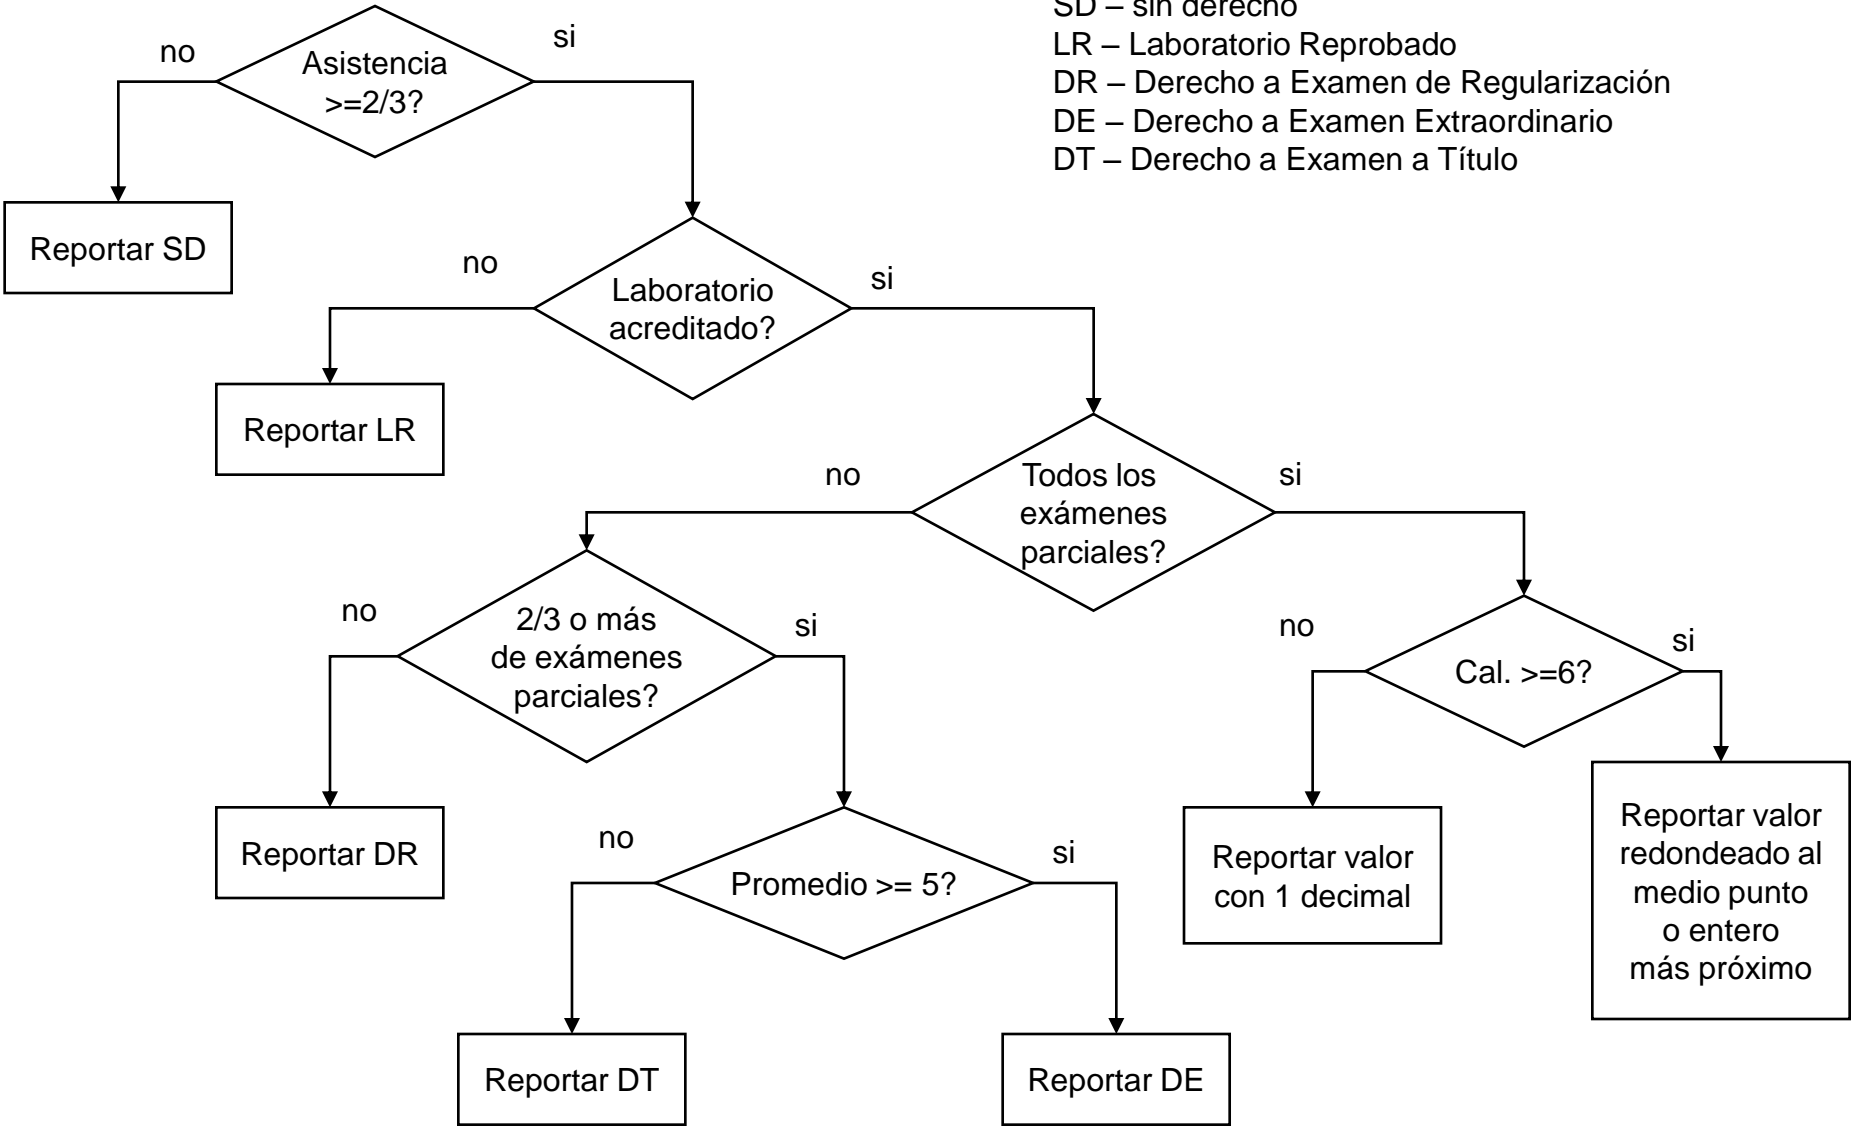 SD – sin derecho
LR – Laboratorio Reprobado
DR – Derecho a Examen de Regularización
DE – Derecho a Examen Extraordinario
DT – Derecho a Examen a Título
no
si
Asistencia
>=2/3?
Reportar SD
no
si
Laboratorio
acreditado?
Reportar LR
no
si
Todos los
exámenes
parciales?
no
si
2/3 o más
de exámenes
parciales?
no
si
Cal. >=6?
Reportar DR
no
si
Promedio >= 5?
Reportar valor
con 1 decimal
Reportar valor
redondeado al
medio punto
o entero
más próximo
Reportar DT
Reportar DE